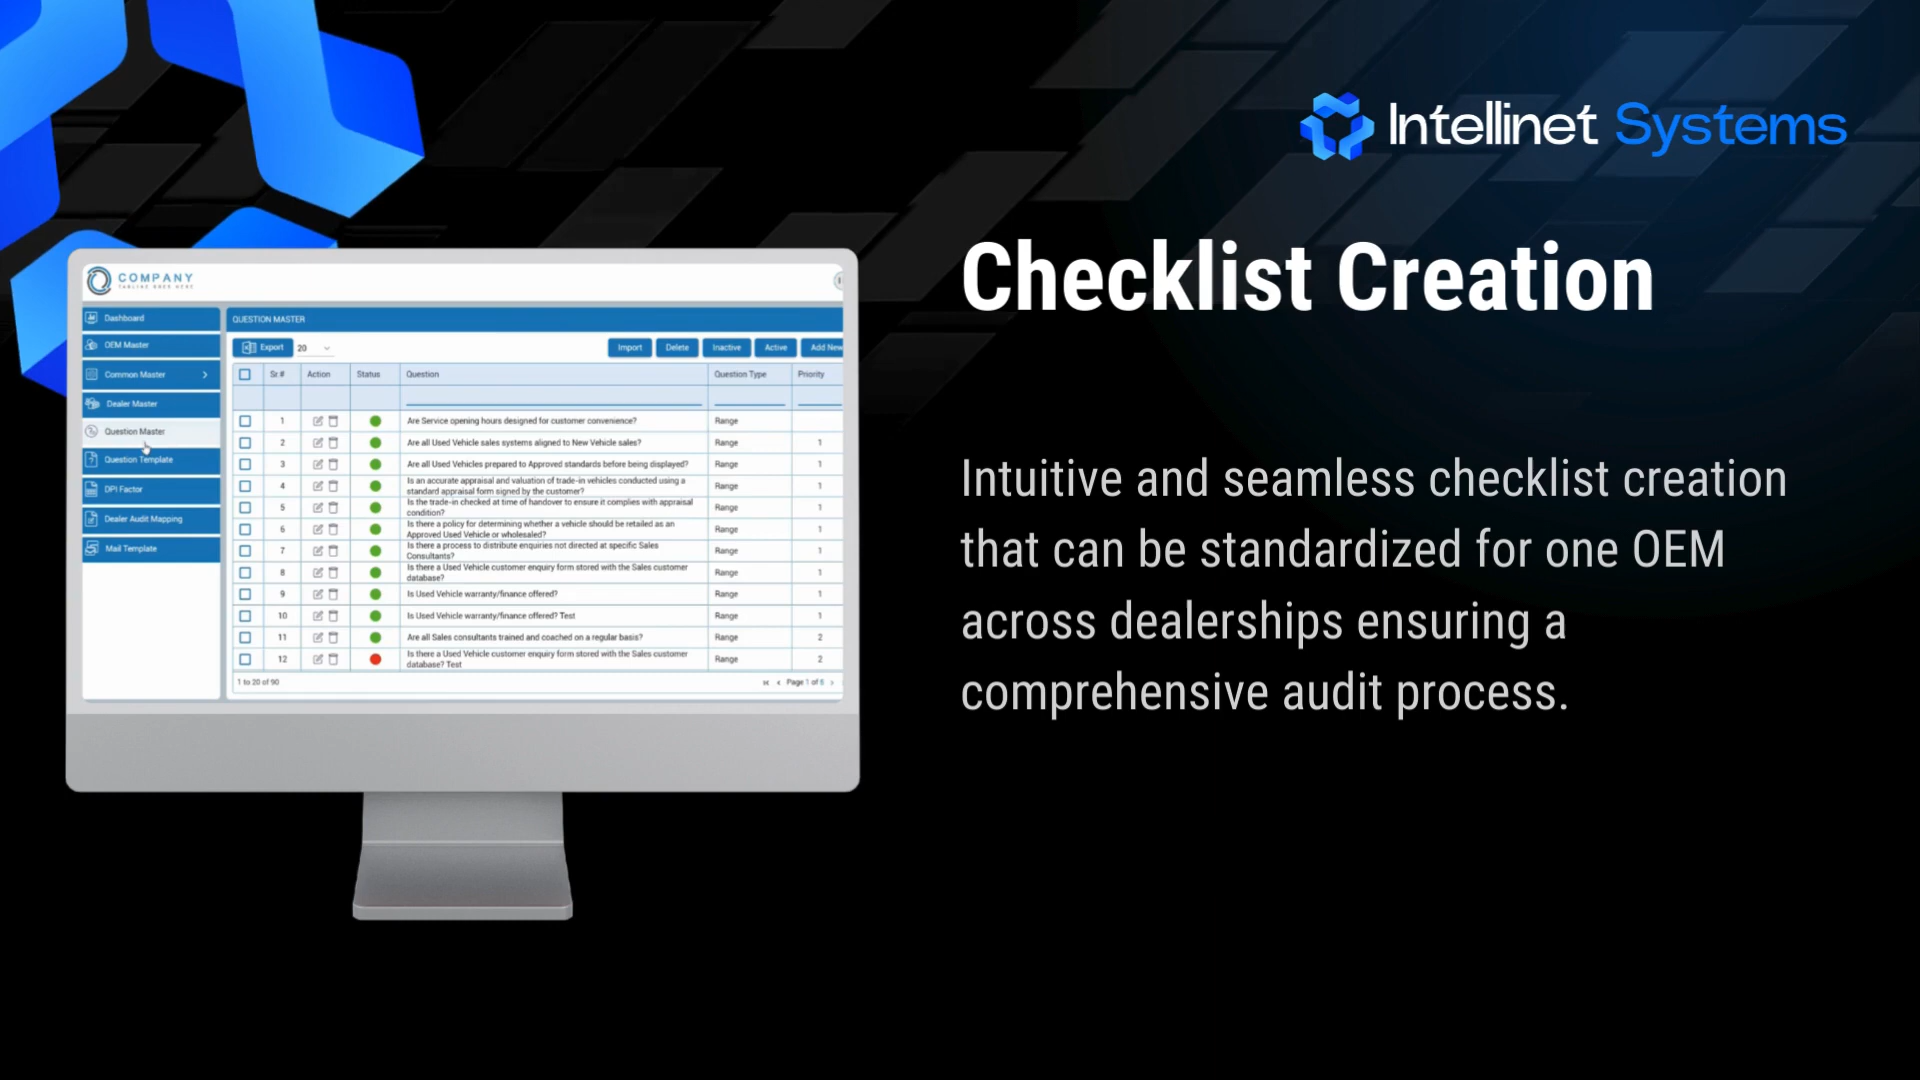 Intellinet Systems
Checklist Creation
Intuitive and seamless checklist creation
that can be standardized for one OEM
across dealerships ensuring a
comprehensive audit process.
COMPANY
TAGLINE GOES HERE
Dashboard
OEM Master
Common Master
Dealer Master
Question Master
Question Template
DPI Factor
Dealer Audit Mapping
Mail Template
QUESTION MASTER
Export 20 Import Delete Inactive Active Add New
Sr.# Action Status Question Question Type Priority
1 Are Service opening hours designed for customer convenience? Range
2 Are all Used Vehicle sales systems aligned to New Vehicle sales? Range 1
3 Are all Used Vehicles prepared to Approved standards before being displayed? Range 1
4 Is an accurate appraisal and valuation of trade-in vehicles conducted using a
standard appraisal form signed by the customer? Range 1
5 Is the trade-in checked at time of handover to ensure it complies with appraisal
condition? Range 1
6 Is there a policy for determining whether a vehicle should be retailed as an
Approved Used Vehicle or wholesaled? Range 1
7 Is there a process to distribute enquiries not directed at specific Sales
Consultants? Range 1
8 Is there a Used Vehicle customer enquiry form stored with the Sales customer
database? Range 1
9 Is Used Vehicle warranty/finance offered? Range 1
10 Is Used Vehicle warranty/finance offered? Test Range 1
11 Are all Sales consultants trained and coached on a regular basis? Range 2
12 Is there a Used Vehicle customer enquiry form stored with the Sales customer
database? Test Range 2
1 to 20 of 90 Page 1 of 5